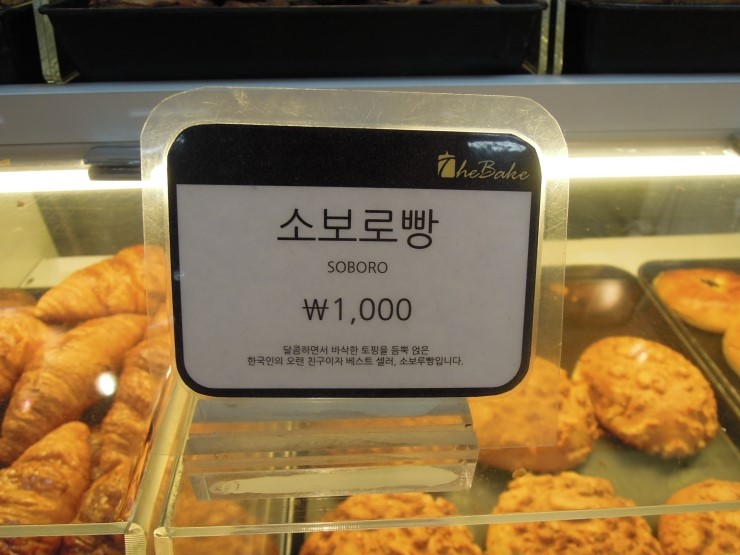 theBake
소보로빵
SOBORO
₩1,000
달콤하면서 바삭한 토핑을 듬뿍 얹은
한국인의 오랜 친구이자 베스트 셀러, 소보루빵입니다.